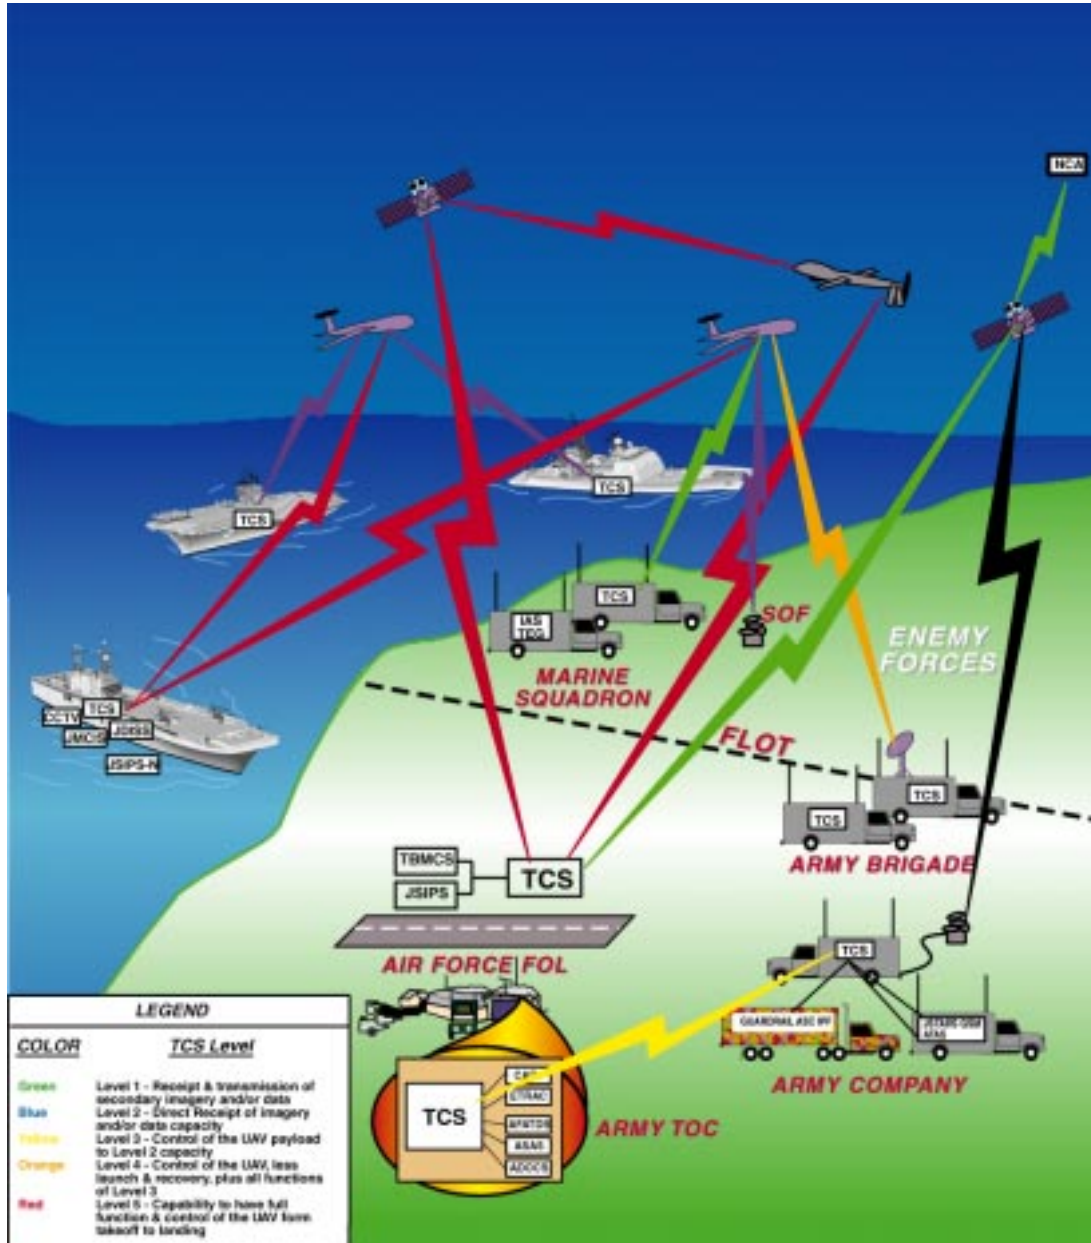 NCA
TCS
TCS
TCS
IAS
TEG
SOF
ENEMY
FORCES
MARINE
SQUADRON
TCS
CCTV
JDISS
JMCIS
JSIPS-N
FLOT
TCS
TCS
ARMY BRIGADE
TBMCS
JSIPS
TCS
AIR FORCE FOL
TCS
GUARDRAIL ASE IPF
JSTARS GSM
ARMY COMPANY
TCS
ETRAC
AFATDS
ASAS
ADOCS
ARMY TOC
LEGEND
COLOR TCS Level
Green Level 1 - Receipt & transmission of
secondary imagery and/or data
Blue Level 2 - Direct Receipt of imagery
and/or data capacity
Yellow Level 3 - Control of the UAV payload
to Level 2 capacity
Orange Level 4 - Control of the UAV, less
launch & recovery, plus all functions
of Level 3
Red Level 5 - Capability to have full
function & control of the UAV form
takeoff to landing